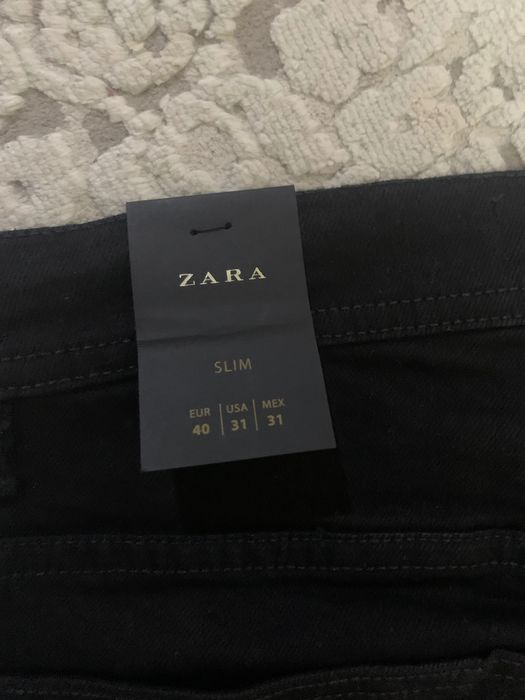 ZARA
SLIM
EUR USA MEX
40 31 31